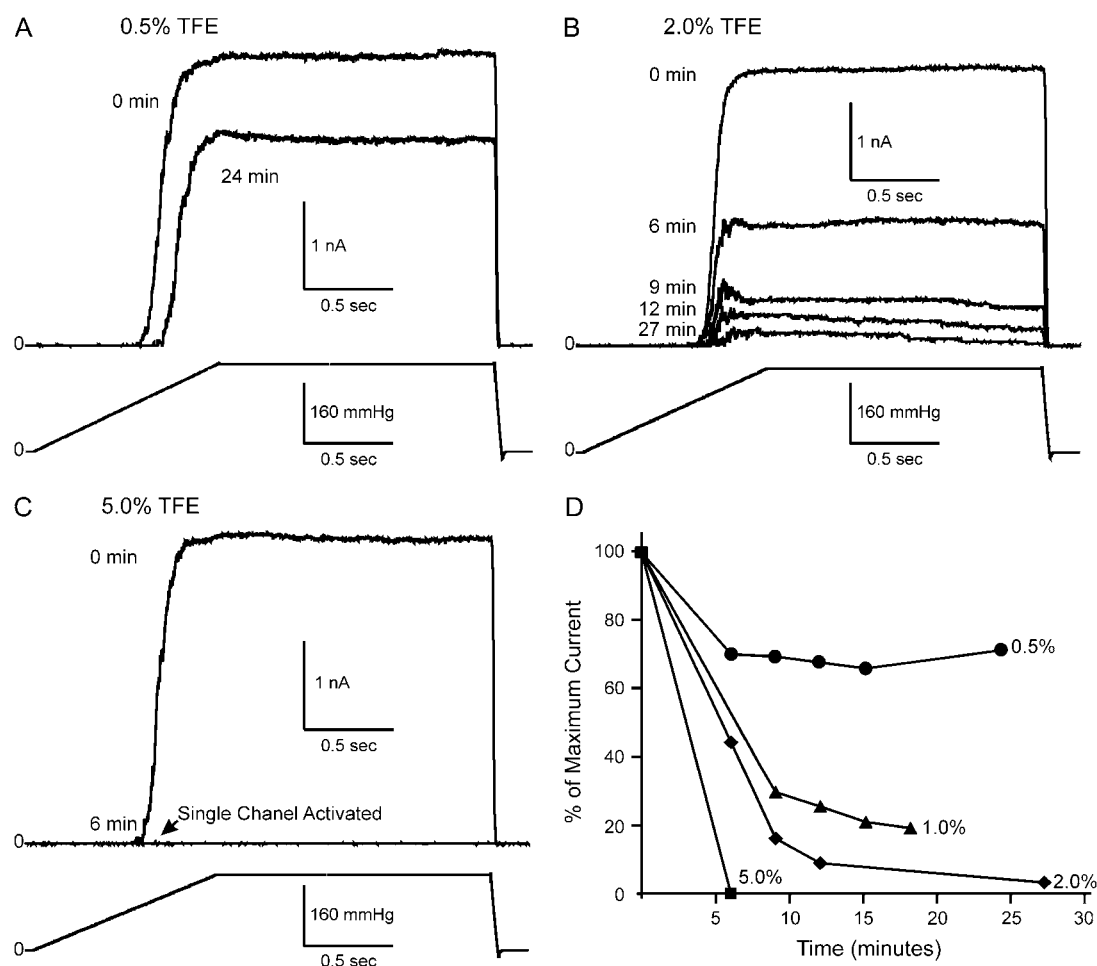 A
0.5% TFE
0 min
24 min
1 nA
0.5 sec
0
160 mmHg
0
0.5 sec
B
2.0% TFE
0 min
1 nA
0.5 sec
6 min
9 min
12 min
27 min
0
160 mmHg
0
0.5 sec
C
5.0% TFE
0 min
1 nA
0.5 sec
6 min
Single Chanel Activated
0
160 mmHg
0
0.5 sec
D
% of Maximum Current
100
80
60
40
20
0
0.5%
1.0%
5.0%
2.0%
5 10 15 20 25 30
Time (minutes)